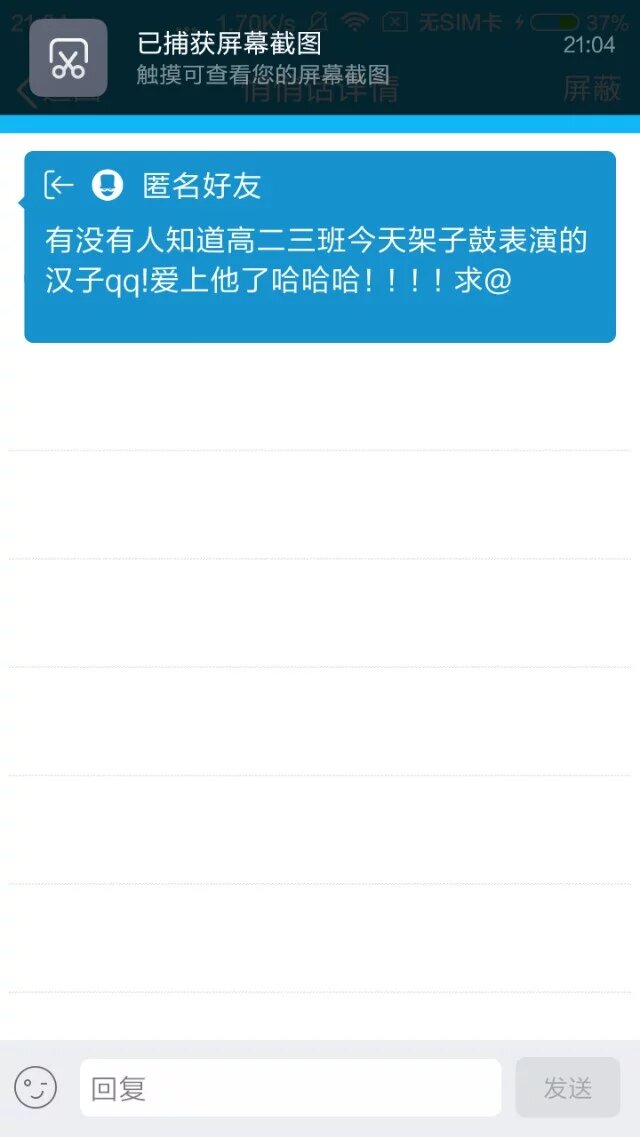 21:04
1.70K/s
无SIM卡
37%
已捕获屏幕截图
21:04
触摸可查看您的屏幕截图
返回
悄悄话详情
屏蔽
匿名好友
有没有人知道高二三班今天架子鼓表演的
汉子qq!爱上他了哈哈哈！！！！求@
回复
发送